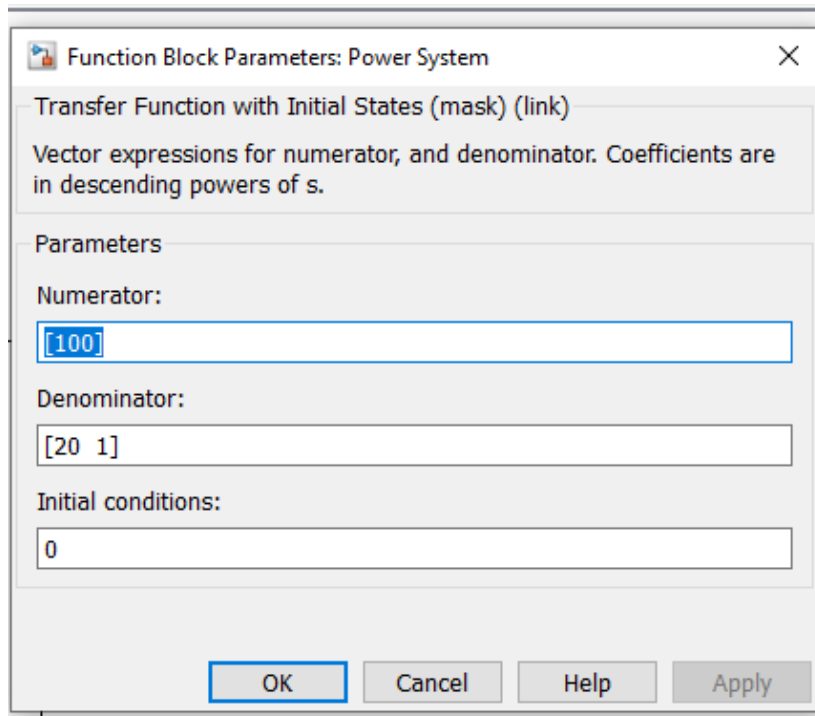 Function Block Parameters: Power System
Transfer Function with Initial States (mask) (link)
Vector expressions for numerator, and denominator. Coefficients are
in descending powers of s.
Parameters
Numerator:
[100]
Denominator:
[20 1]
Initial conditions:
0
OK Cancel Help Apply